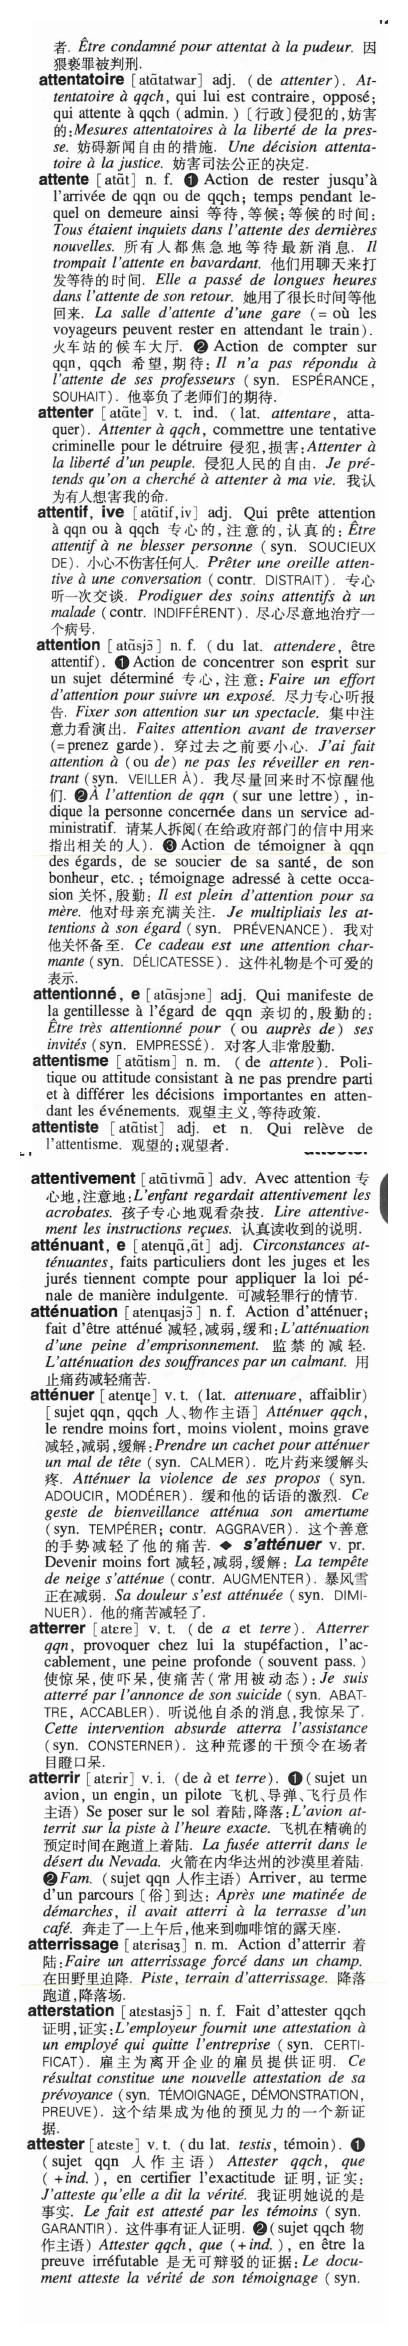 者. Être condamné pour attentat à la pudeur. 因
猥亵罪被判刑.
attentatoire [atɑ̃tatwar] adj. (de attenter). At-
tentatoire à qqch, qui lui est contraire, opposé;
qui attente à qqch (admin.) 〔行政〕侵犯的,妨害
的:Mesures attentatoires à la liberté de la pres-
se. 妨碍新闻自由的措施. Une décision attenta-
toire à la justice. 妨害司法公正的决定.
attente [atɑ̃t] n. f. ❶ Action de rester jusqu'à
l'arrivée de qqn ou de qqch; temps pendant le-
quel on demeure ainsi 等待,等候;等候的时间:
Tous étaient inquiets dans l'attente des dernières
nouvelles. 所有人都焦急地等待最新消息. Il
trompait l'attente en bavardant. 他们用聊天来打
发等待的时间. Elle a passé de longues heures
dans l'attente de son retour. 她用了很长时间等他
回来. La salle d'attente d'une gare (= où les
voyageurs peuvent rester en attendant le train).
火车站的候车大厅. ❷ Action de compter sur
qqn, qqch 希望,期待: Il n'a pas répondu à
l'attente de ses professeurs (syn. ESPÉRANCE,
SOUHAIT). 他辜负了老师们的期待.
attenter [atɑ̃te] v. t. ind. (lat. attentare, atta-
quer). Attenter à qqch, commettre une tentative
criminelle pour le détruire 侵犯,损害:Attenter à
la liberté d'un peuple. 侵犯人民的自由. Je pré-
tends qu'on a cherché à attenter à ma vie. 我认
为有人想害我的命.
attentif, ive [atɑ̃tif,iv] adj. Qui prête attention
à qqn ou à qqch 专心的,注意的,认真的: Être
attentif à ne blesser personne (syn. SOUCIEUX
DE). 小心不伤害任何人. Prêter une oreille atten-
tive à une conversation (contr. DISTRAIT). 专心
听一次交谈. Prodiguer des soins attentifs à un
malade (contr. INDIFFÉRENT). 尽心尽意地治疗一
个病号.
attention [atɑ̃sjɔ̃] n. f. (du lat. attendere, être
attentif). ❶ Action de concentrer son esprit sur
un sujet déterminé 专心,注意: Faire un effort
d'attention pour suivre un exposé. 尽力专心听报
告. Fixer son attention sur un spectacle. 集中注
意力看演出. Faites attention avant de traverser
(=prenez garde). 穿过去之前要小心. J'ai fait
attention à (ou de) ne pas les réveiller en ren-
trant (syn. VEILLER À). 我尽量回来时不惊醒他
们. ❷À l'attention de qqn (sur une lettre), in-
dique la personne concernée dans un service ad-
ministratif. 请某人拆阅(在给政府部门的信中用来
指出相关的人). ❸ Action de témoigner à qqn
des égards, de se soucier de sa santé, de son
bonheur, etc.; témoignage adressé à cette occa-
sion 关怀,殷勤: Il est plein d'attention pour sa
mère. 他对母亲充满关注. Je multipliais les at-
tentions à son égard (syn. PRÉVENANCE). 我对
他关怀备至. Ce cadeau est une attention char-
mante (syn. DÉLICATESSE). 这件礼物是个可爱的
表示.
attentionné, e [atɑ̃sjɔne] adj. Qui manifeste de
la gentillesse à l'égard de qqn 亲切的,殷勤的:
Être très attentionné pour (ou auprès de) ses
invités (syn. EMPRESSÉ). 对客人非常殷勤.
attentisme [atɑ̃tism] n. m. (de attente). Poli-
tique ou attitude consistant à ne pas prendre parti
et à différer les décisions importantes en atten-
dant les événements. 观望主义,等待政策.
attentiste [atɑ̃tist] adj. et n. Qui relève de
l'attentisme. 观望的;观望者.
attentivement [atɑ̃tivmɑ̃] adv. Avec attention 专
心地,注意地:L'enfant regardait attentivement les
acrobates. 孩子专心地观看杂技. Lire attentive-
ment les instructions reçues. 认真读收到的说明.
atténuant, e [atenɥɑ̃,ɑ̃t] adj. Circonstances at-
ténuantes, faits particuliers dont les juges et les
jurés tiennent compte pour appliquer la loi pé-
nale de manière indulgente. 可减轻罪行的情节.
atténuation [atenɥasjɔ̃] n. f. Action d'atténuer;
fait d'être atténué 减轻,减弱,缓和:L'atténuation
d'une peine d'emprisonnement. 监禁的减轻.
L'atténuation des souffrances par un calmant. 用
止痛药减轻痛苦.
atténuer [atenɥe] v. t. (lat. attenuare, affaiblir)
[sujet qqn, qqch 人、物作主语] Atténuer qqch,
le rendre moins fort, moins violent, moins grave
减轻,减弱,缓解:Prendre un cachet pour atténuer
un mal de tête (syn. CALMER). 吃片药来缓解头
疼. Atténuer la violence de ses propos (syn.
ADOUCIR, MODÉRER). 缓和他的话语的激烈. Ce
geste de bienveillance atténua son amertume
(syn. TEMPÉRER; contr. AGGRAVER). 这个善意
的手势减轻了他的痛苦. ◆ s'atténuer v. pr.
Devenir moins fort 减轻,减弱,缓解: La tempête
de neige s'atténue (contr. AUGMENTER). 暴风雪
正在减弱. Sa douleur s'est atténuée (syn. DIMI-
NUER). 他的痛苦减轻了.
atterrer [atɛre] v. t. (de a et terre). Atterrer
qqn, provoquer chez lui la stupéfaction, l'ac-
cablement, une peine profonde (souvent pass.)
使惊呆,使吓呆,使痛苦(常用被动态): Je suis
atterré par l'annonce de son suicide (syn. ABAT-
TRE, ACCABLER). 听说他自杀的消息,我惊呆了.
Cette intervention absurde atterra l'assistance
(syn. CONSTERNER). 这种荒谬的干预令在场者
目瞪口呆.
atterrir [atɛrir] v. i. (de à et terre). ❶(sujet un
avion, un engin, un pilote 飞机、导弹、飞行员作
主语) Se poser sur le sol 着陆,降落:L'avion at-
territ sur la piste à l'heure exacte. 飞机在精确的
预定时间在跑道上着陆. La fusée atterrit dans le
désert du Nevada. 火箭在内华达州的沙漠里着陆.
❷Fam. (sujet qqn 人作主语) Arriver, au terme
d'un parcours [俗]到达: Après une matinée de
démarches, il avait atterri à la terrasse d'un
café. 奔走了一上午后,他来到咖啡馆的露天座.
atterrissage [atɛrisaʒ] n. m. Action d'atterrir 着
陆:Faire un atterrissage forcé dans un champ.
在田野里迫降. Piste, terrain d'atterrissage. 降落
跑道,降落场.
atterstation [atɛstasjɔ̃] n. f. Fait d'attester qqch
证明,证实:L'employeur fournit une attestation à
un employé qui quitte l'entreprise (syn. CERTI-
FICAT). 雇主为离开企业的雇员提供证明. Ce
résultat constitue une nouvelle attestation de sa
prévoyance (syn. TÉMOIGNAGE, DÉMONSTRATION,
PREUVE). 这个结果成为他的预见力的一个新证
据.
attester [atɛste] v. t. (du lat. testis, témoin). ❶
(sujet qqn 人作主语) Attester qqch, que
(+ind.), en certifier l'exactitude 证明,证实:
J'atteste qu'elle a dit la vérité. 我证明她说的是
事实. Le fait est attesté par les témoins (syn.
GARANTIR). 这件事有证人证明. ❷(sujet qqch 物
作主语) Attester qqch, que (+ind.), en être la
preuve irréfutable 是无可辩驳的证据: Le docu-
ment atteste la vérité de son témoignage (syn.